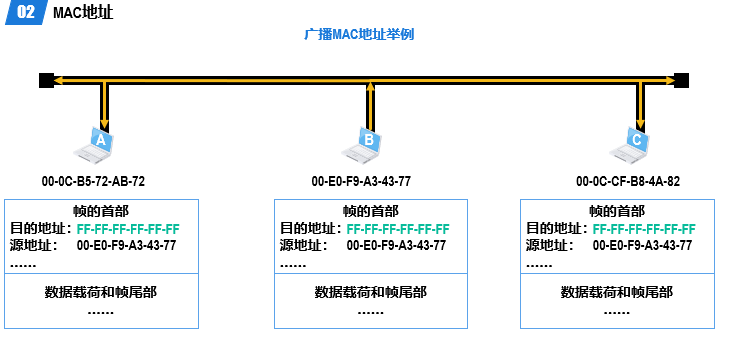 02 MAC地址
广播MAC地址举例
A B C
00-0C-B5-72-AB-72 00-E0-F9-A3-43-77 00-0C-CF-B8-4A-82
帧的首部
目的地址：FF-FF-FF-FF-FF-FF
源地址： 00-E0-F9-A3-43-77
......
数据载荷和帧尾部
......
帧的首部
目的地址：FF-FF-FF-FF-FF-FF
源地址： 00-E0-F9-A3-43-77
......
数据载荷和帧尾部
......
帧的首部
目的地址：FF-FF-FF-FF-FF-FF
源地址： 00-E0-F9-A3-43-77
......
数据载荷和帧尾部
......